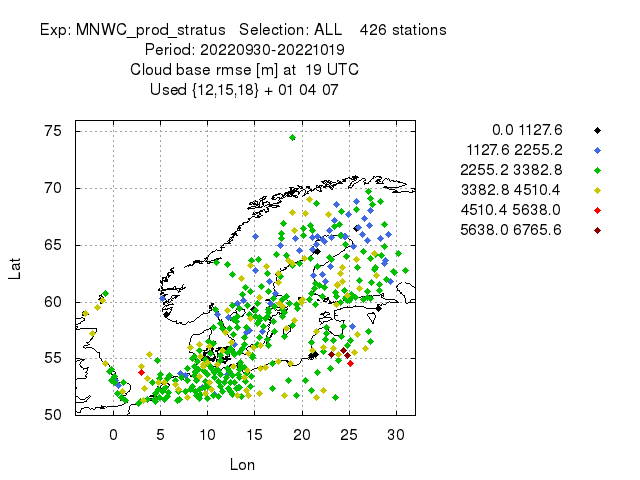 Exp: MNWC_prod_stratus   Selection: ALL    426 stations
Period: 20220930-20221019
Cloud base rmse [m] at  19 UTC
Used {12,15,18} + 01 04 07
0.0 1127.6
1127.6 2255.2
2255.2 3382.8
3382.8 4510.4
4510.4 5638.0
5638.0 6765.6
75
70
65
60
55
50
Lat
0 5 10 15 20 25 30
Lon